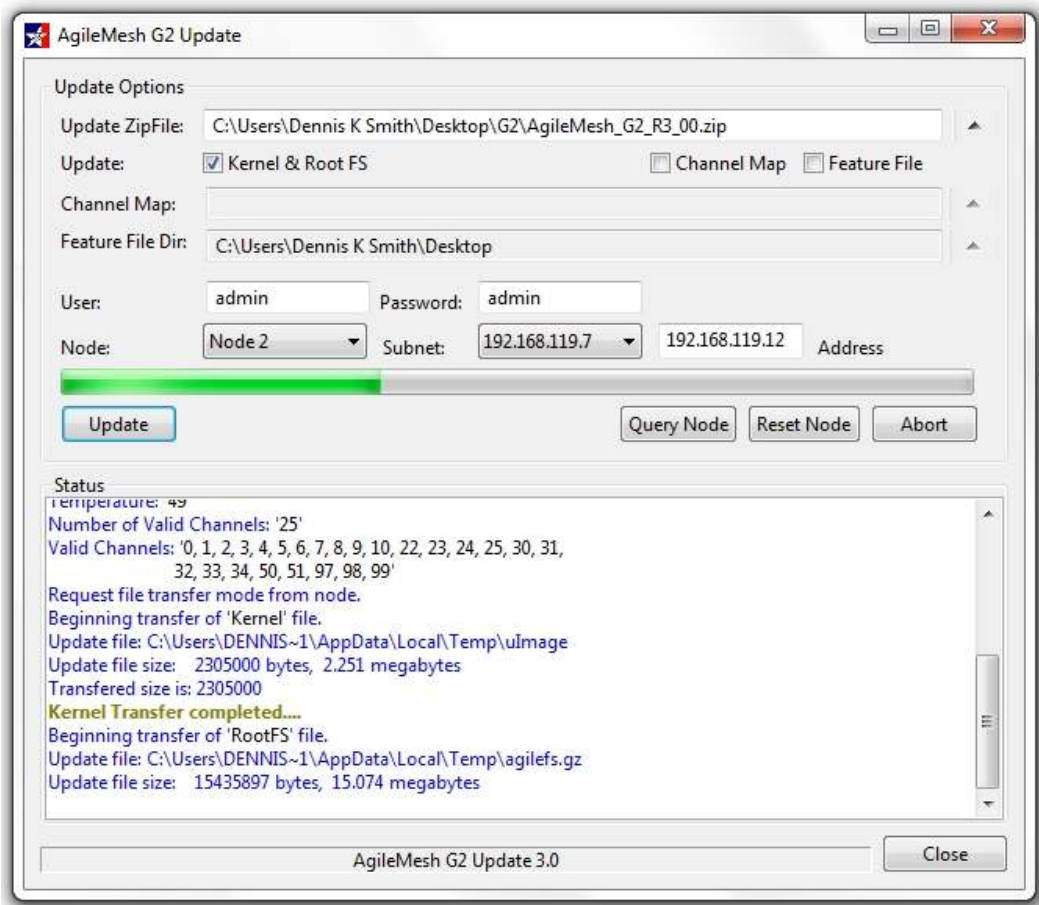 AgileMesh G2 Update
Update Options
Update ZipFile: C:\Users\Dennis K Smith\Desktop\G2\AgileMesh_G2_R3_00.zip
Update: Kernel & Root FS Channel Map Feature File
Channel Map:
Feature File Dir: C:\Users\Dennis K Smith\Desktop
User: admin Password: admin
Node: Node 2 Subnet: 192.168.119.7 192.168.119.12 Address
Update Query Node Reset Node Abort
Status
Temperature: '49'
Number of Valid Channels: '25'
Valid Channels: '0, 1, 2, 3, 4, 5, 6, 7, 8, 9, 10, 22, 23, 24, 25, 30, 31,
32, 33, 34, 50, 51, 97, 98, 99'
Request file transfer mode from node.
Beginning transfer of 'Kernel' file.
Update file: C:\Users\DENNIS~1\AppData\Local\Temp\uImage
Update file size: 2305000 bytes, 2.251 megabytes
Transfered size is: 2305000
Kernel Transfer completed....
Beginning transfer of 'RootFS' file.
Update file: C:\Users\DENNIS~1\AppData\Local\Temp\agilefs.gz
Update file size: 15435897 bytes, 15.074 megabytes
AgileMesh G2 Update 3.0
Close